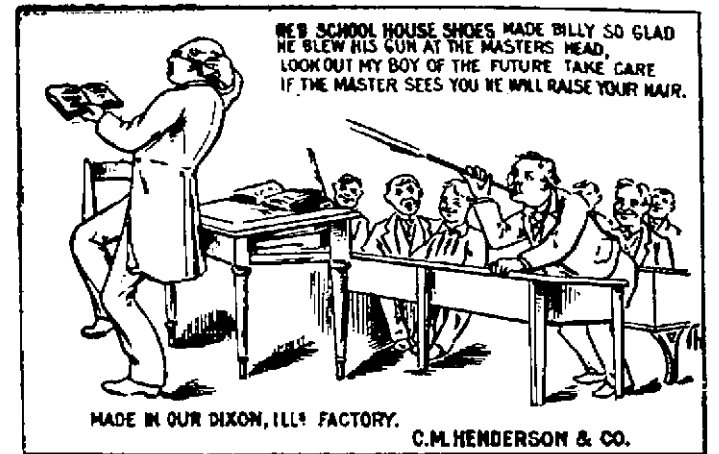 RED SCHOOL HOUSE SHOES MADE BILLY SO GLAD
HE BLEW HIS GUN AT THE MASTERS HEAD,
LOOK OUT MY BOY OF THE FUTURE TAKE CARE
IF THE MASTER SEES YOU HE WILL RAISE YOUR HAIR.
MADE IN OUR DIXON, ILLS FACTORY.
C.M. HENDERSON & CO.